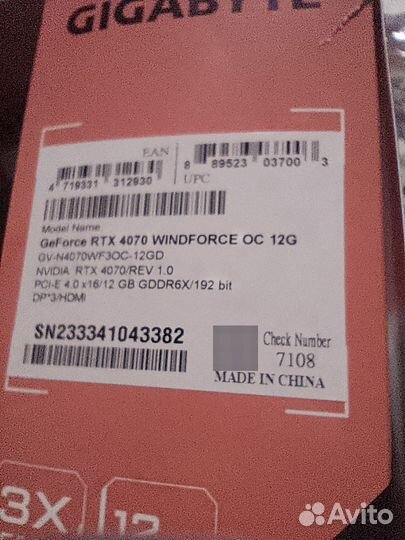 GIGABYTE
EAN
4 719331 312930
8 89523 03700 3
UPC
Model Name
GeForce RTX 4070 WINDFORCE OC 12G
GV-N4070WF3OC-12GD
NVIDIA RTX 4070/REV 1.0
PCI-E 4.0 x16/12 GB GDDR6X/192 bit
DP*3/HDMI
SN233341043382
Check Number
7108
MADE IN CHINA
3X
12
Avito